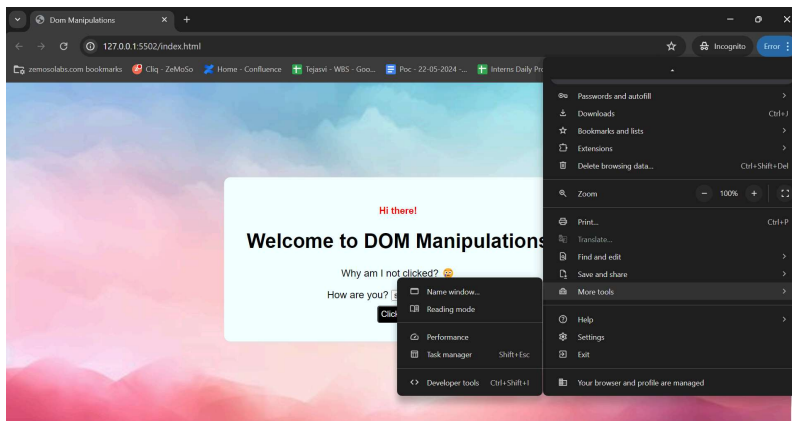 Dom Manipulations
127.0.0.1:5502/index.html
Incognito
Error
zemosolabs.com bookmarks
Cliq - ZeMoSo
Home - Confluence
Tejasvi - WBS - Goo...
Poc - 22-05-2024 -...
Interns Daily Pr
Passwords and autofill
Downloads Ctrl+J
Bookmarks and lists
Extensions
Delete browsing data... Ctrl+Shift+Del
Zoom - 100% +
Print... Ctrl+P
Translate...
Find and edit
Save and share
More tools
Help
Settings
Exit
Your browser and profile are managed
Name window...
Reading mode
Performance
Task manager Shift+Esc
Developer tools Ctrl+Shift+I
Hi there!
Welcome to DOM Manipulations
Why am I not clicked?
How are you?
Clic